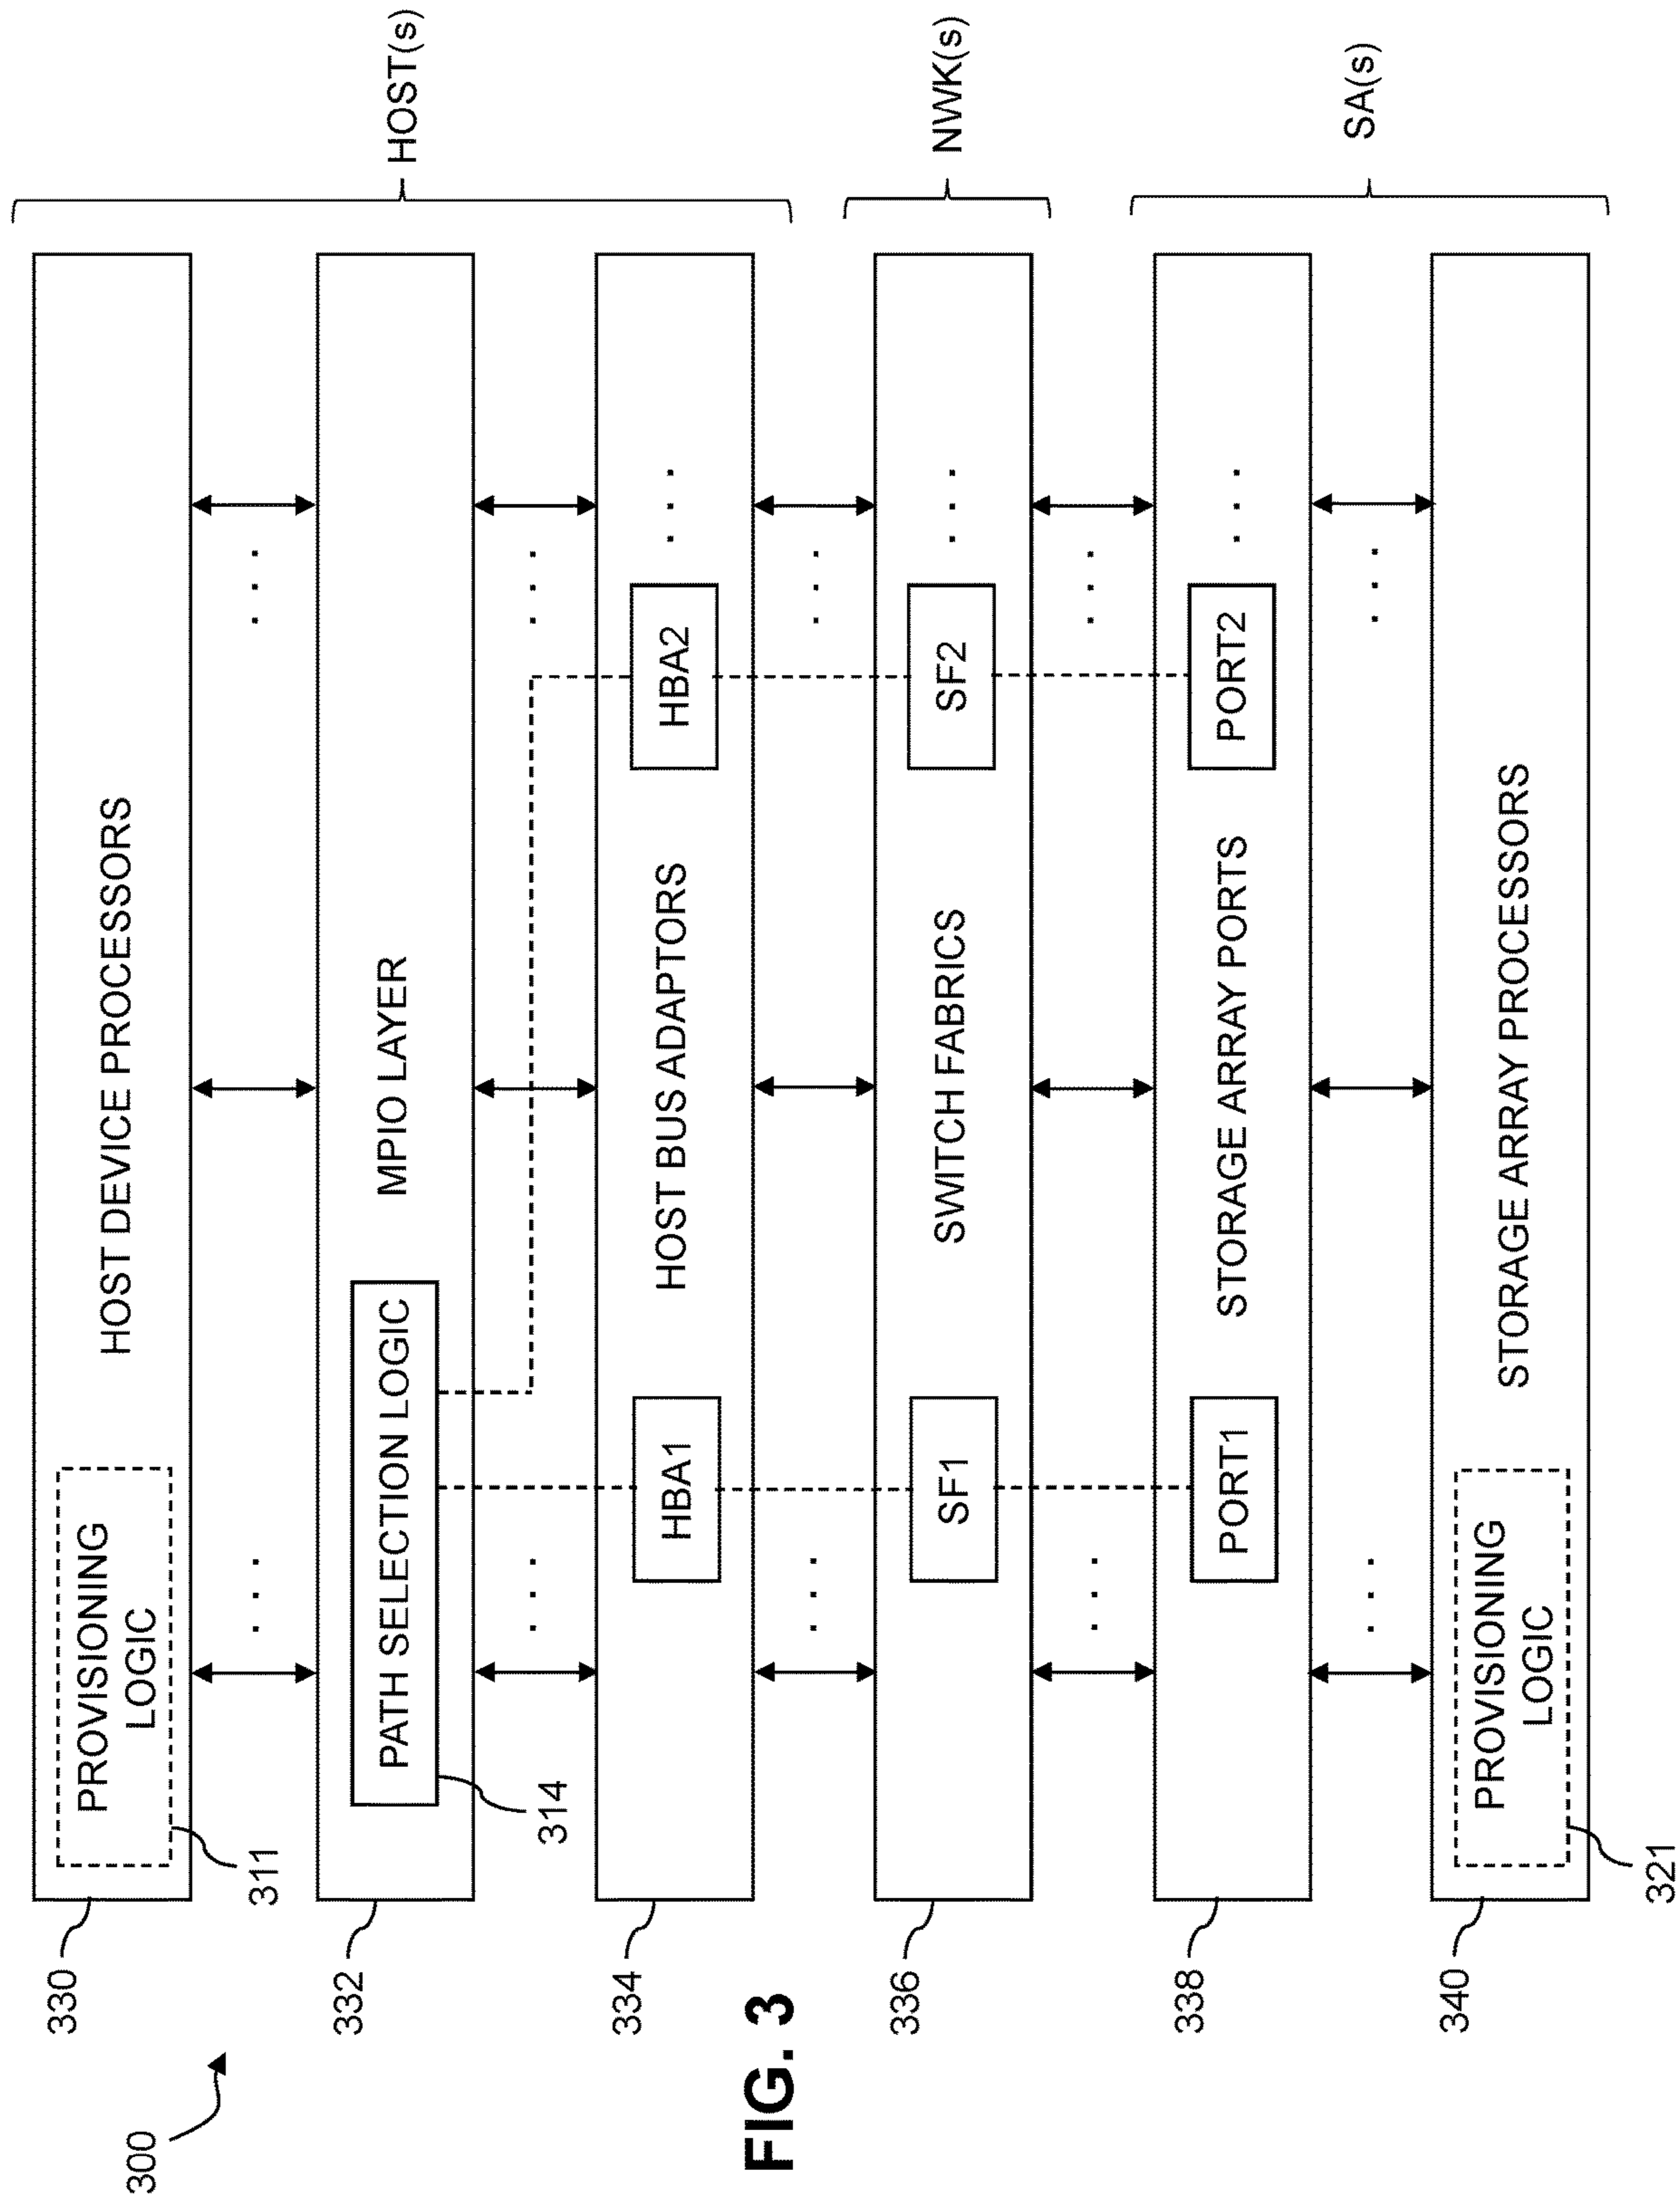 300
330
PROVISIONING
LOGIC
311
HOST DEVICE PROCESSORS
. . .
. . .
332
PATH SELECTION LOGIC
314
MPIO LAYER
. . .
. . .
HOST(s)
334
HBA1
HOST BUS ADAPTORS
HBA2
. . .
. . .
. . .
336
SF1
SWITCH FABRICS
SF2
. . .
NWK(s)
. . .
. . .
338
PORT1
STORAGE ARRAY PORTS
PORT2
. . .
. . .
. . .
SA(s)
340
PROVISIONING
LOGIC
321
STORAGE ARRAY PROCESSORS
FIG. 3